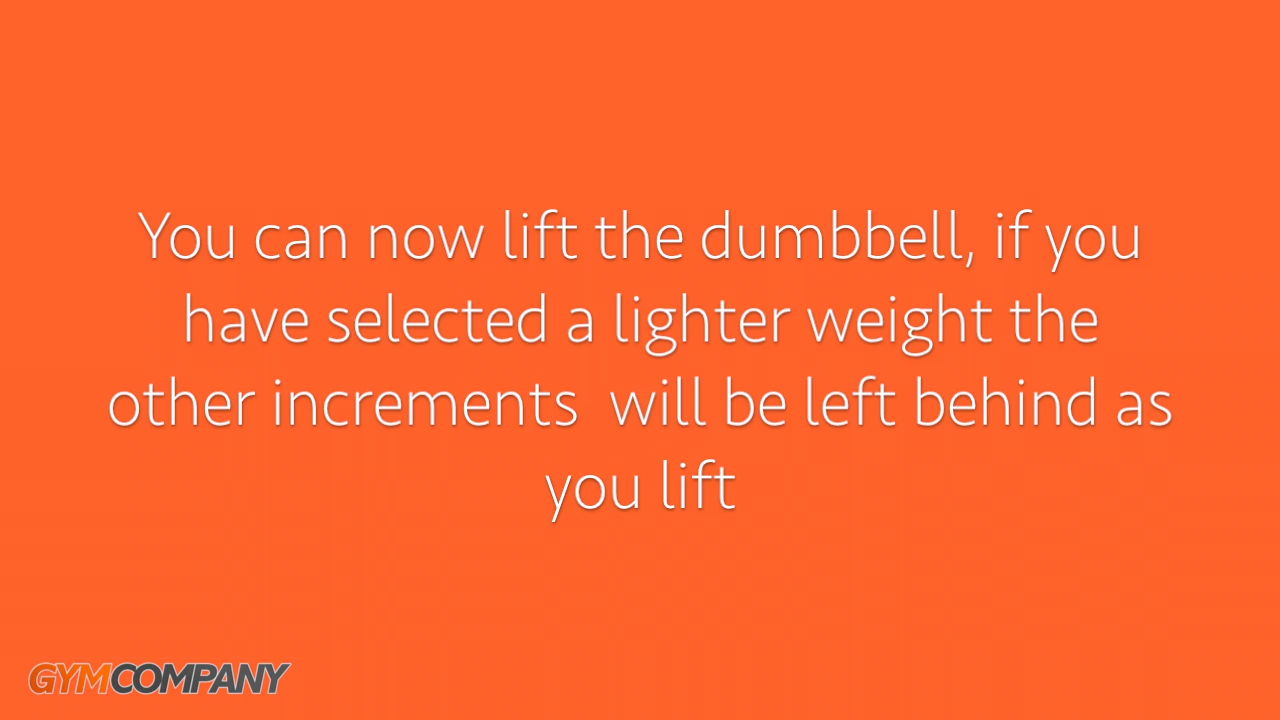 You can now lift the dumbbell, if you
have selected a lighter weight the
other increments  will be left behind as
you lift
GYMCOMPANY